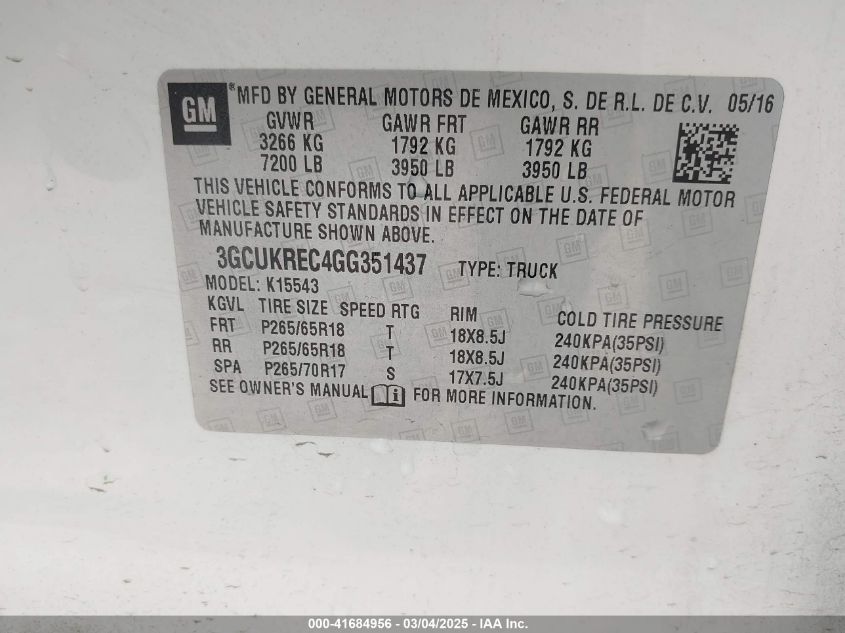 GM
® MFD BY GENERAL MOTORS DE MEXICO, S. DE R.L. DE C.V. 05/16
GVWR GAWR FRT GAWR RR
3266 KG 1792 KG 1792 KG
7200 LB 3950 LB 3950 LB
THIS VEHICLE CONFORMS TO ALL APPLICABLE U.S. FEDERAL MOTOR
VEHICLE SAFETY STANDARDS IN EFFECT ON THE DATE OF
MANUFACTURE SHOWN ABOVE.
3GCUKREC4GG351437 TYPE: TRUCK
MODEL: K15543
KGVL TIRE SIZE SPEED RTG RIM COLD TIRE PRESSURE
FRT P265/65R18 T 18X8.5J 240KPA(35PSI)
RR P265/65R18 T 18X8.5J 240KPA(35PSI)
SPA P265/70R17 S 17X7.5J 240KPA(35PSI)
SEE OWNER'S MANUAL FOR MORE INFORMATION.
000-41684956 - 03/04/2025 - IAA Inc.